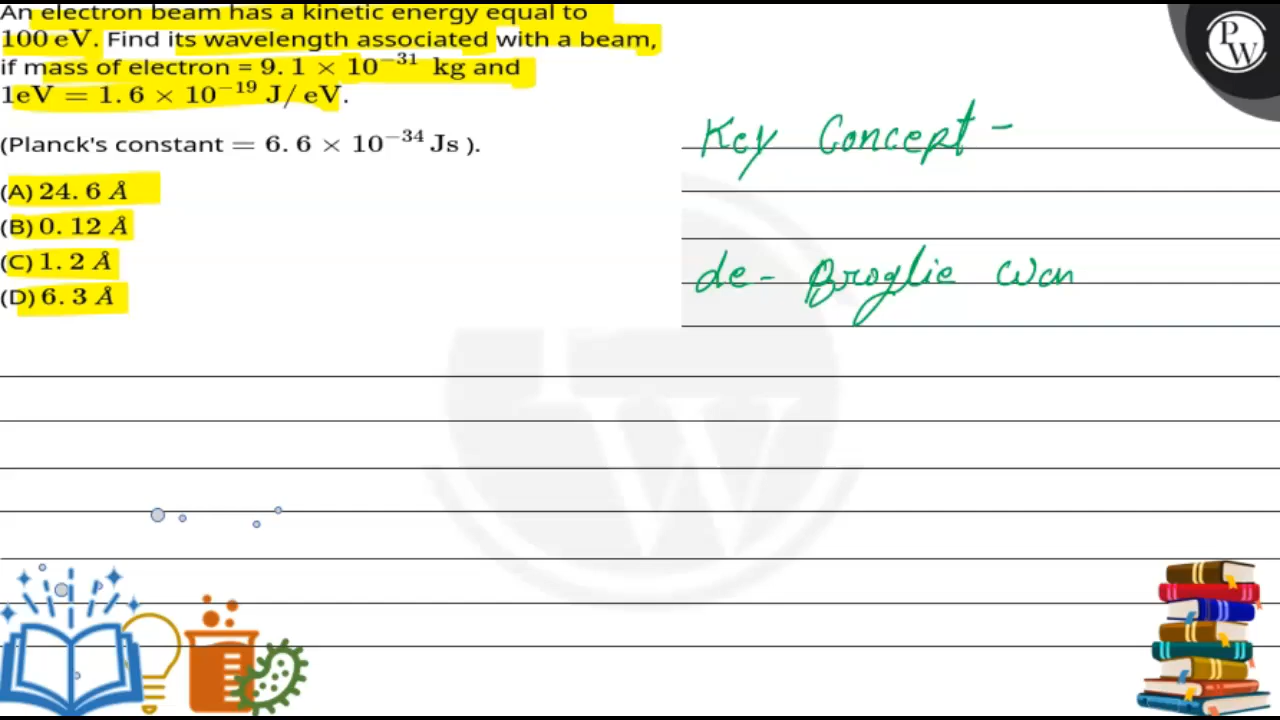 An electron beam has a kinetic energy equal to
100 eV. Find its wavelength associated with a beam,
if mass of electron = 9. 1 × 10⁻³¹ kg and
1eV = 1. 6 × 10⁻¹⁹ J/ eV.
(Planck's constant = 6. 6 × 10⁻³⁴ Js ).
(A) 24. 6 Å
(B) 0. 12 Å
(C) 1. 2 Å
(D) 6. 3 Å
Key Concept -
de - Broglie
PW